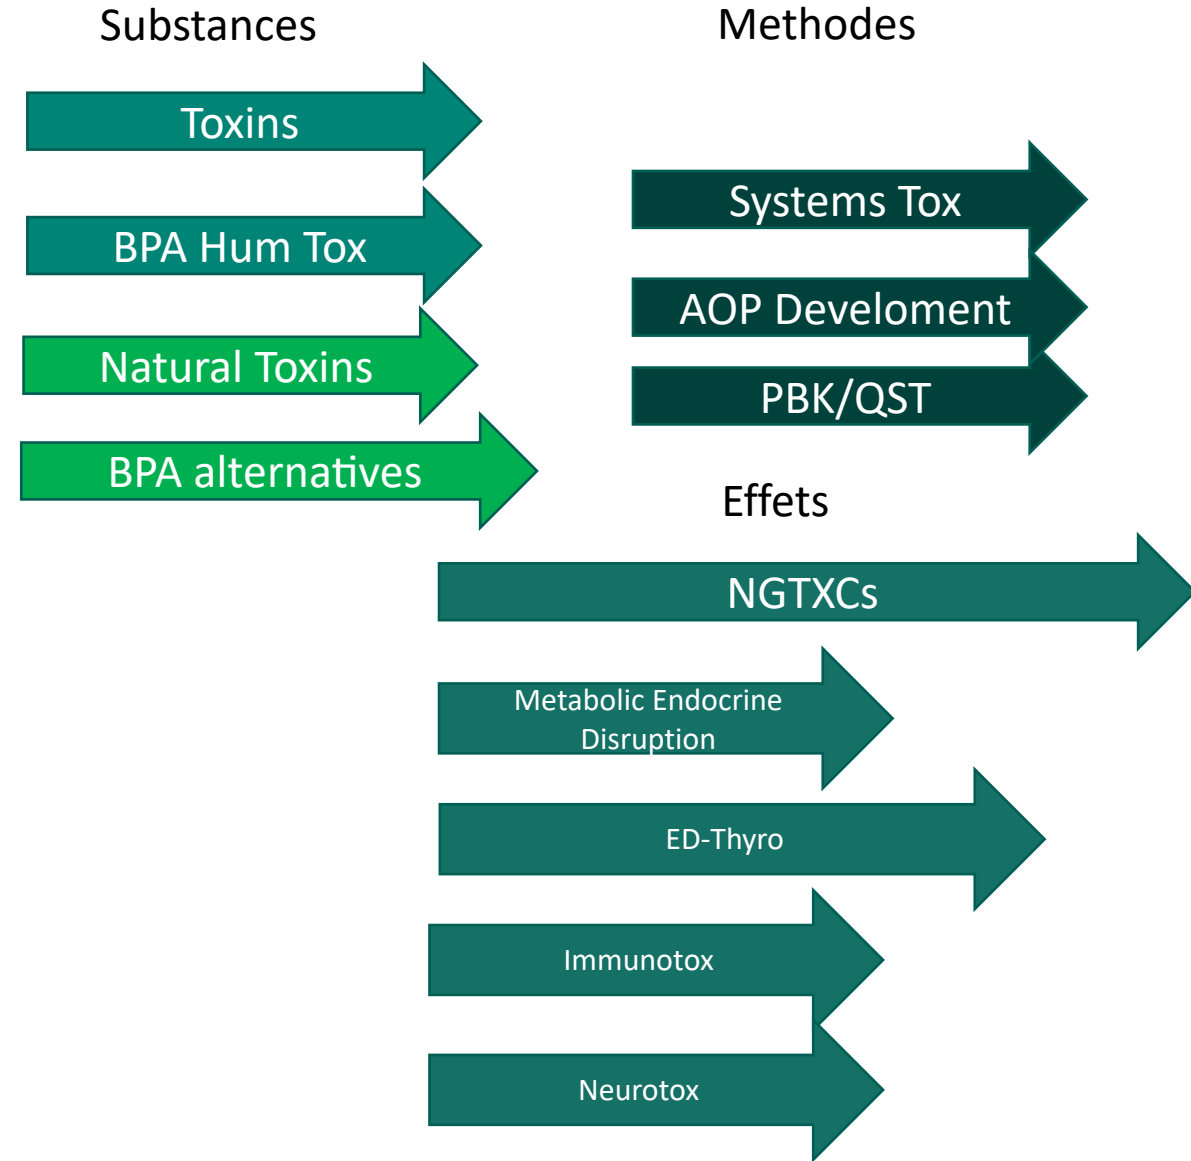 Substances
Toxins
BPA Hum Tox
Natural Toxins
BPA alternatives
Methodes
Systems Tox
AOP Develoment
PBK/QST
Effets
NGTXCs
Metabolic Endocrine
Disruption
ED-Thyro
Immunotox
Neurotox